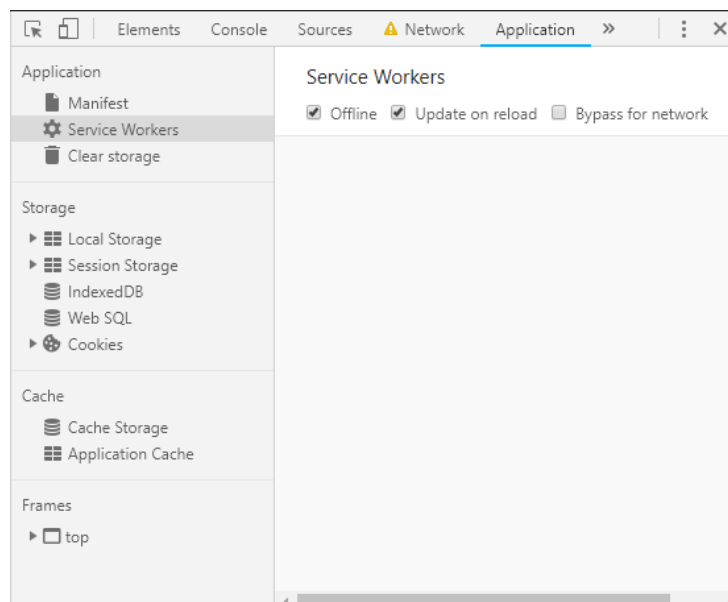 Elements Console Sources Network Application »
Application
Manifest
Service Workers
Clear storage
Storage
Local Storage
Session Storage
IndexedDB
Web SQL
Cookies
Cache
Cache Storage
Application Cache
Frames
top
Service Workers
Offline Update on reload Bypass for network